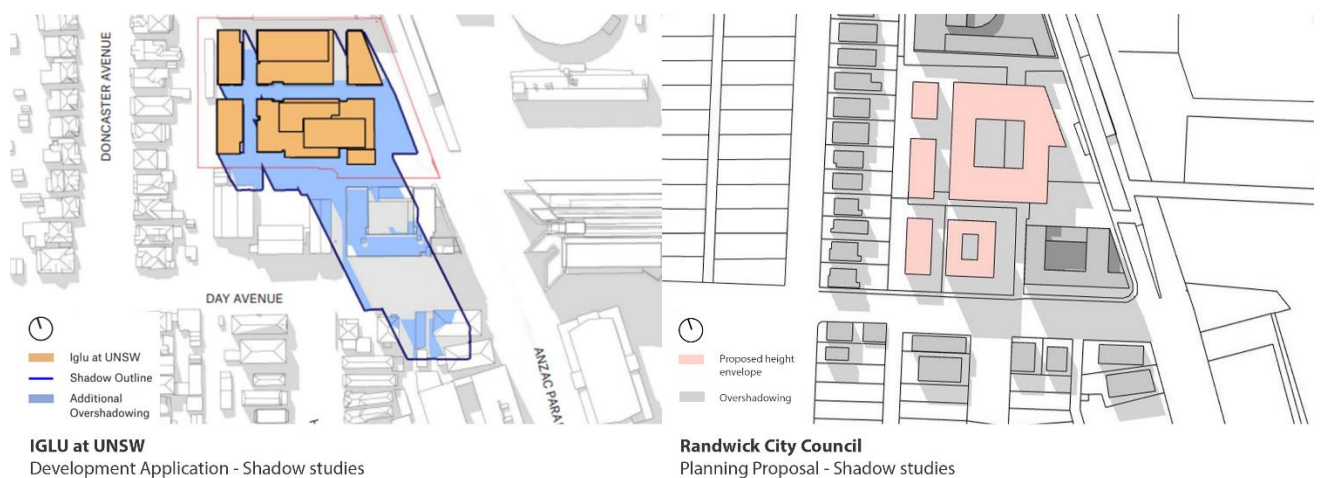 DONCASTER AVENUE
DAY AVENUE
ANZAC PARA
Iglu at UNSW
Shadow Outline
Additional
Overshadowing
IGLU at UNSW
Development Application - Shadow studies
Proposed height
envelope
Overshadowing
Randwick City Council
Planning Proposal - Shadow studies